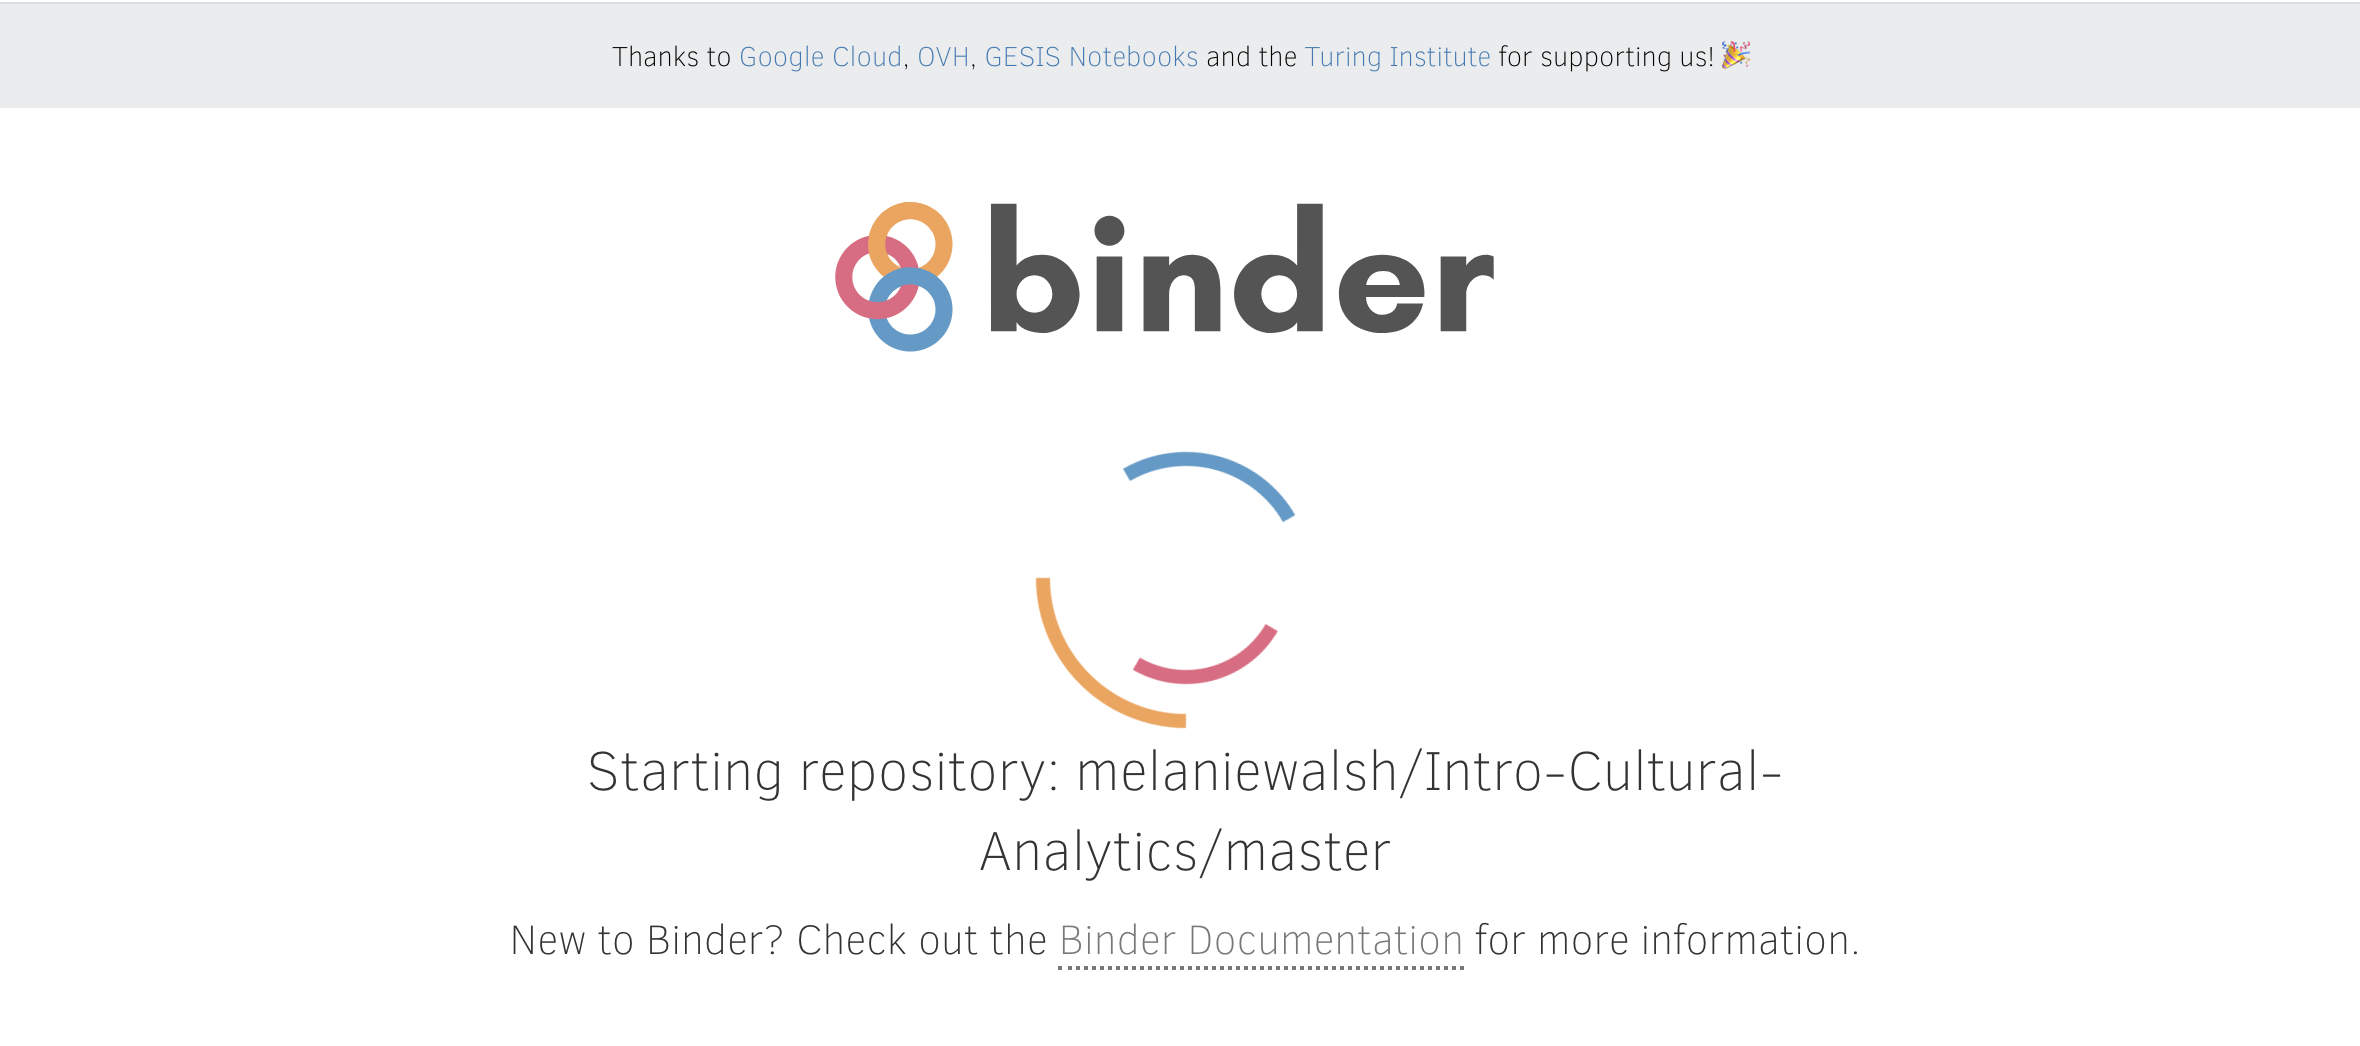 Thanks to Google Cloud, OVH, GESIS Notebooks and the Turing Institute for supporting us! 🎉
binder
Starting repository: melaniewalsh/Intro-Cultural-
Analytics/master
New to Binder? Check out the Binder Documentation for more information.